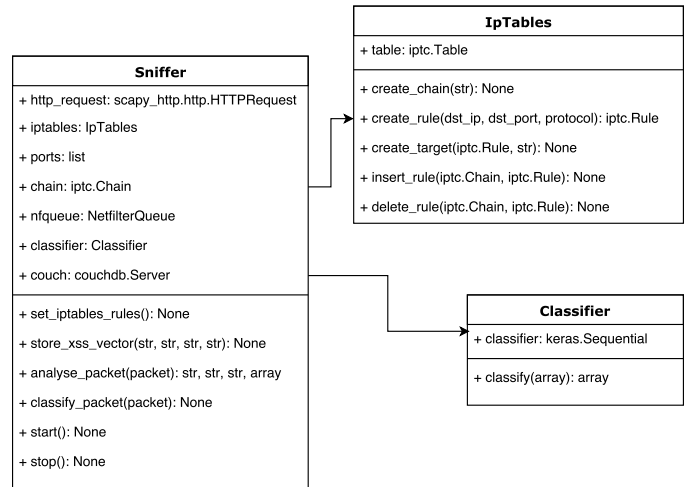 Sniffer
+ http_request: scapy_http.http.HTTPRequest
+ iptables: IpTables
+ ports: list
+ chain: iptc.Chain
+ nfqueue: NetfilterQueue
+ classifier: Classifier
+ couch: couchdb.Server
+ set_iptables_rules(): None
+ store_xss_vector(str, str, str, str): None
+ analyse_packet(packet): str, str, str, array
+ classify_packet(packet): None
+ start(): None
+ stop(): None
IpTables
+ table: iptc.Table
+ create_chain(str): None
+ create_rule(dst_ip, dst_port, protocol): iptc.Rule
+ create_target(iptc.Rule, str): None
+ insert_rule(iptc.Chain, iptc.Rule): None
+ delete_rule(iptc.Chain, iptc.Rule): None
Classifier
+ classifier: keras.Sequential
+ classify(array): array